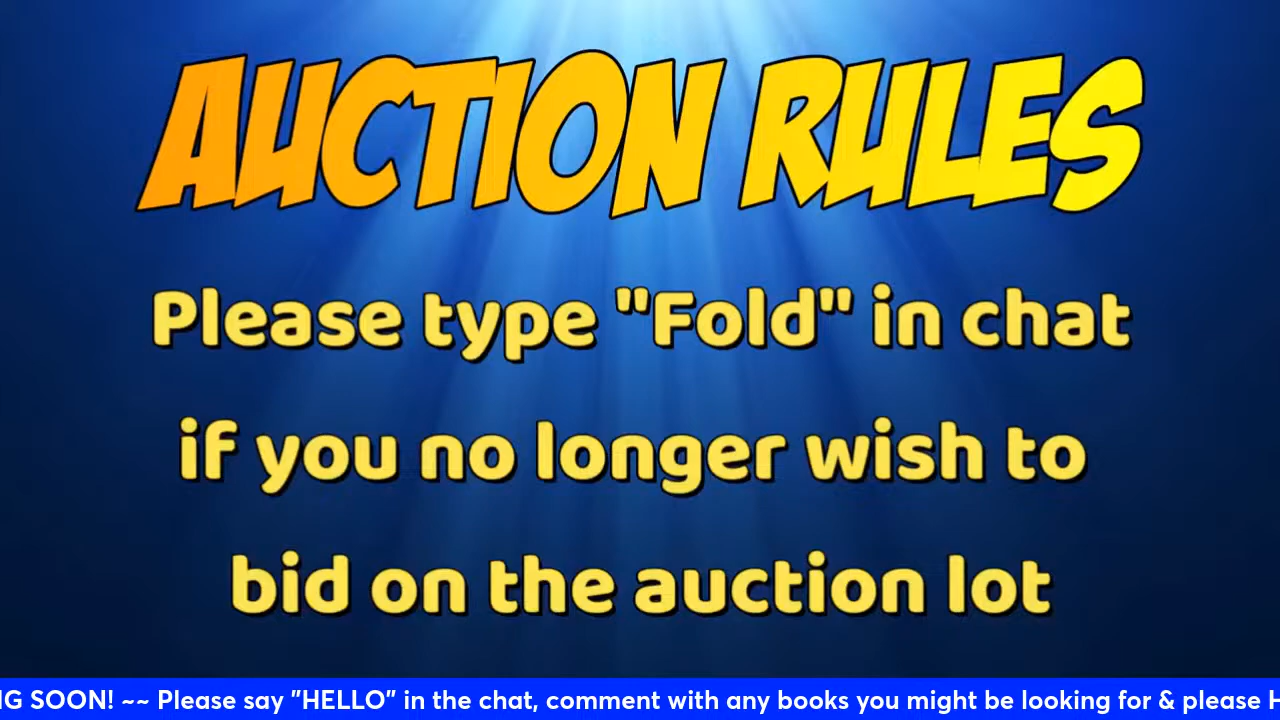 AUCTION RULES
Please type "Fold" in chat
if you no longer wish to
bid on the auction lot
SOON! ~~ Please say "HELLO" in the chat, comment with any books you might be looking for & please